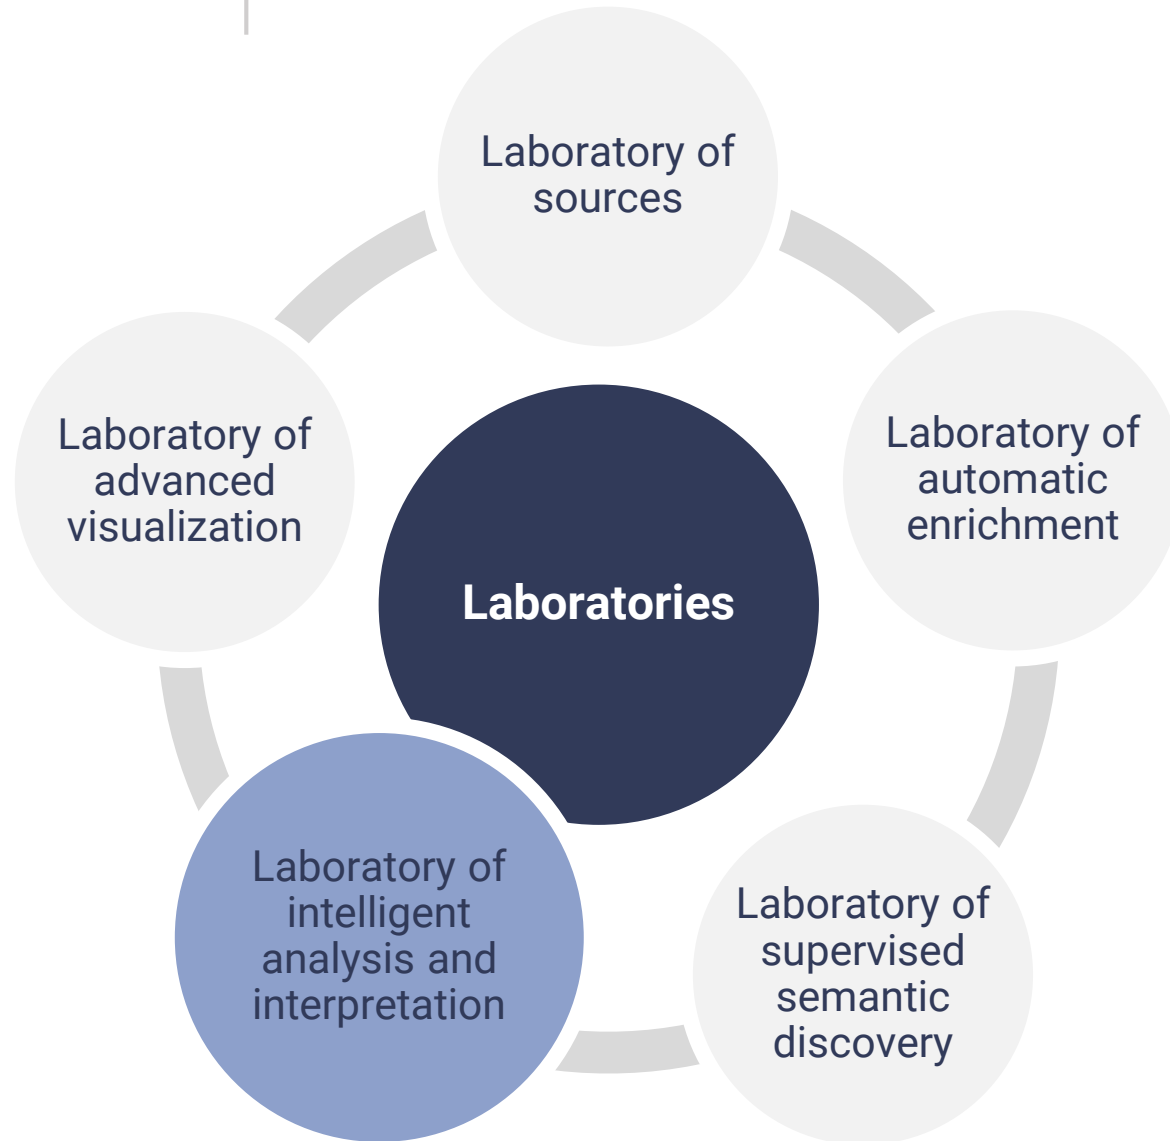 Laboratory of
sources
Laboratory of
advanced
visualization
Laboratory of
automatic
enrichment
Laboratories
Laboratory of
intelligent
analysis and
interpretation
Laboratory of
supervised
semantic
discovery